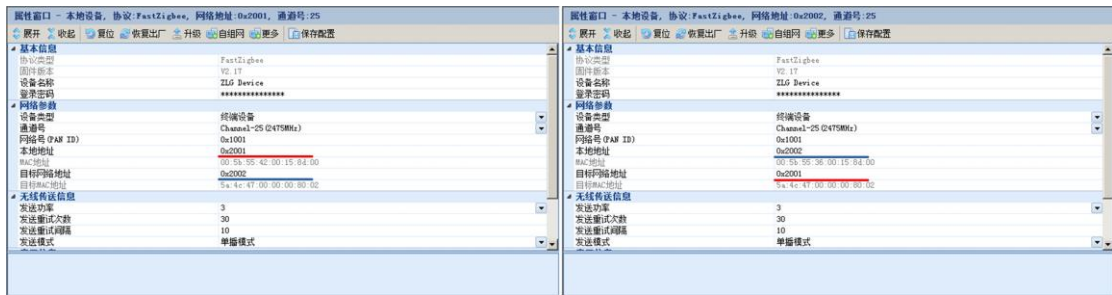 属性窗口 - 本地设备, 协议:FastZigbee, 网络地址:0x2001, 通道号:25
展开 收起 复位 恢复出厂 升级 自组网 更多 保存配置
基本信息
协议类型 FastZigbee
固件版本 V2.17
设备名称 ZLG Device
登录密码 ***************
网络参数
设备类型 终端设备
通道号 Channel-25(2475MHz)
网络号(PAN ID) 0x1001
本地地址 0x2001
MAC地址 00:5b:55:42:00:15:8d:00
目标网络地址 0x2002
目标MAC地址 5a:4c:47:00:00:00:80:02
无线传送信息
发送功率 3
发送重试次数 30
发送重试间隔 10
发送模式 单播模式
属性窗口 - 本地设备, 协议:FastZigbee, 网络地址:0x2002, 通道号:25
展开 收起 复位 恢复出厂 升级 自组网 更多 保存配置
基本信息
协议类型 FastZigbee
固件版本 V2.17
设备名称 ZLG Device
登录密码 ***************
网络参数
设备类型 终端设备
通道号 Channel-25(2475MHz)
网络号(PAN ID) 0x1001
本地地址 0x2002
MAC地址 00:5b:55:36:00:15:8d:00
目标网络地址 0x2001
目标MAC地址 5a:4c:47:00:00:00:80:02
无线传送信息
发送功率 3
发送重试次数 30
发送重试间隔 10
发送模式 单播模式